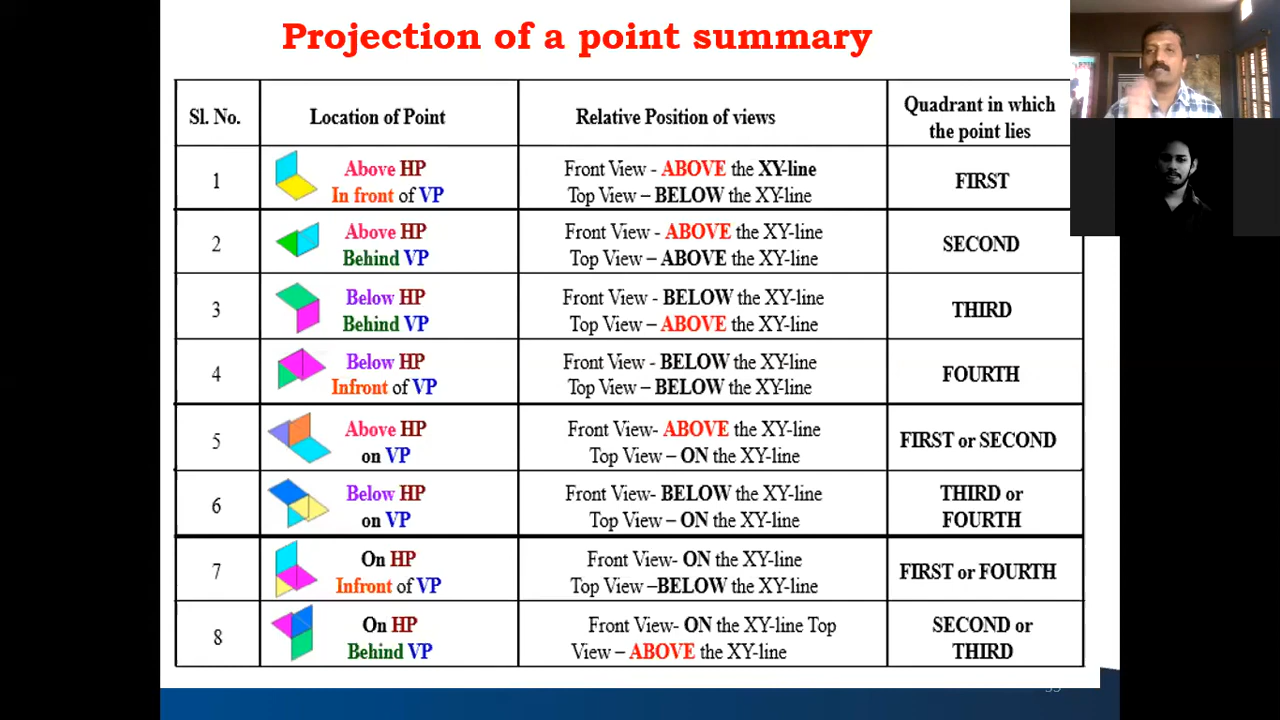 Projection of a point summary
Sl. No.
Location of Point
Relative Position of views
Quadrant in which
the point lies
1
Above HP
In front of VP
Front View - ABOVE the XY-line
Top View – BELOW the XY-line
FIRST
2
Above HP
Behind VP
Front View - ABOVE the XY-line
Top View – ABOVE the XY-line
SECOND
3
Below HP
Behind VP
Front View - BELOW the XY-line
Top View – ABOVE the XY-line
THIRD
4
Below HP
Infront of VP
Front View - BELOW the XY-line
Top View – BELOW the XY-line
FOURTH
5
Above HP
on VP
Front View- ABOVE the XY-line
Top View – ON the XY-line
FIRST or SECOND
6
Below HP
on VP
Front View- BELOW the XY-line
Top View – ON the XY-line
THIRD or
FOURTH
7
On HP
Infront of VP
Front View- ON the XY-line
Top View –BELOW the XY-line
FIRST or FOURTH
8
On HP
Behind VP
Front View- ON the XY-line Top
View – ABOVE the XY-line
SECOND or
THIRD